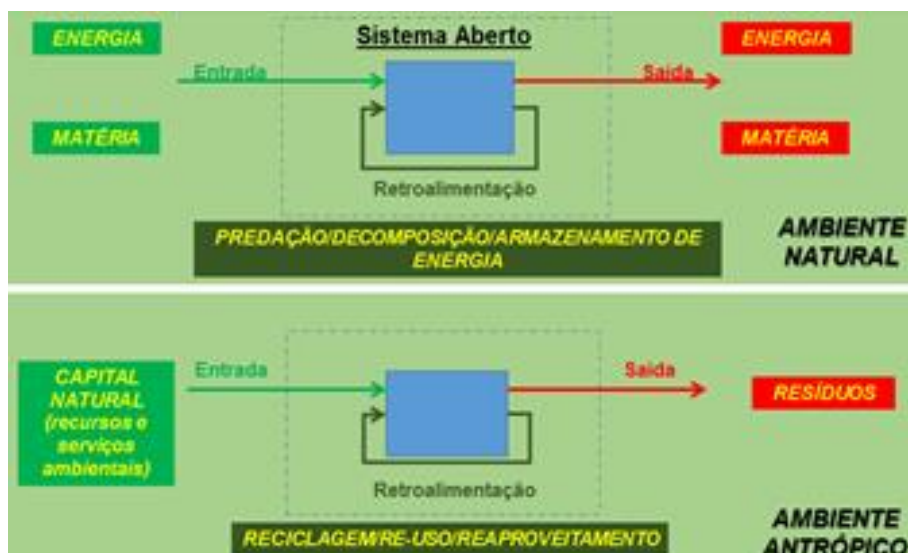 ENERGIA
Sistema Aberto
ENERGIA
Entrada
Saída
MATÉRIA
MATÉRIA
Retroalimentação
PREDAÇÃO/DECOMPOSIÇÃO/ARMAZENAMENTO DE
ENERGIA
AMBIENTE
NATURAL
CAPITAL
NATURAL
(recursos e
serviços
ambientais)
Entrada
Saida
RESÍDUOS
Retroalimentação
RECICLAGEM/RE-USO/REAPROVEITAMENTO
AMBIENTE
ANTRÓPICO